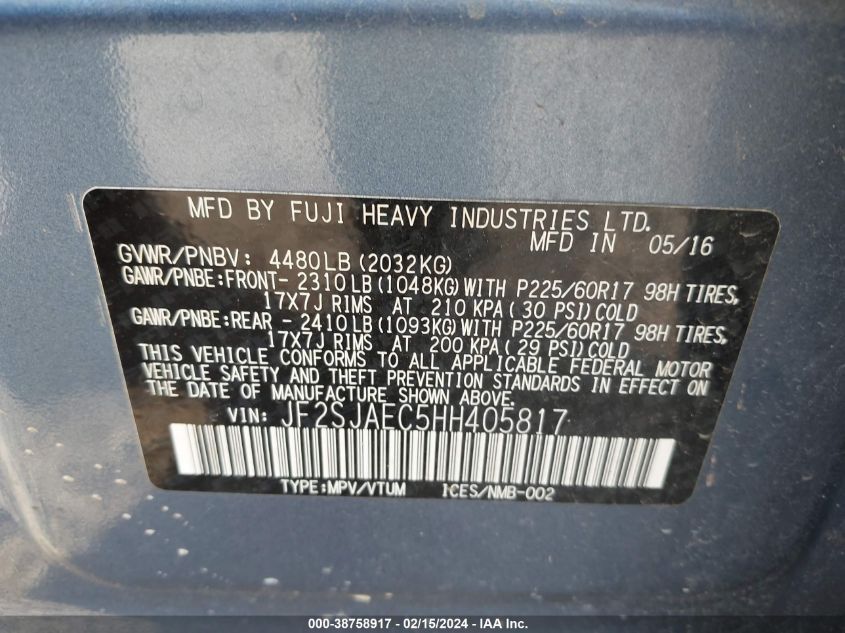 MFD BY FUJI HEAVY INDUSTRIES LTD.
MFD IN 05/16
GVWR/PNBV: 4480LB (2032KG)
GAWR/PNBE:FRONT- 2310LB (1048KG) WITH P225/60R17 98H TIRES,
17X7J RIMS AT 210 KPA ( 30 PSI) COLD
GAWR/PNBE:REAR - 2410LB (1093KG) WITH P225/60R17 98H TIRES,
17X7J RIMS AT 200 KPA ( 29 PSI) COLD
THIS VEHICLE CONFORMS TO ALL APPLICABLE FEDERAL MOTOR
VEHICLE SAFETY AND THEFT PREVENTION STANDARDS IN EFFECT ON
THE DATE OF MANUFACTURE SHOWN ABOVE.
VIN: JF2SJAEC5HH405817
TYPE:MPV/VTUM ICES/NMB-002
000-38758917 - 02/15/2024 - IAA Inc.